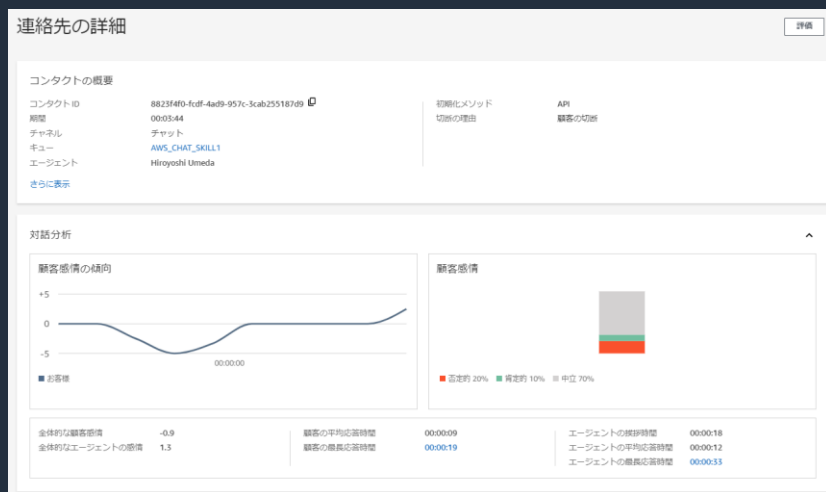 連絡先の詳細
評価
コンタクトの概要
コンタクト ID 8823f4f0-fcdf-4ad9-957c-3cab255187d9
期間 00:03:44
チャネル チャット
キュー AWS_CHAT_SKILL1
エージェント Hiroyoshi Umeda
さらに表示
初期化メソッド API
切断の理由 顧客の切断
対話分析
顧客感情の傾向
+5
0
-5
00:00:00
お客様
顧客感情
否定的 20% 肯定的 10% 中立 70%
全体的な顧客感情 -0.9
全体的なエージェントの感情 1.3
顧客の平均応答時間 00:00:09
顧客の最長応答時間 00:00:19
エージェントの挨拶時間 00:00:18
エージェントの平均応答時間 00:00:12
エージェントの最長応答時間 00:00:33